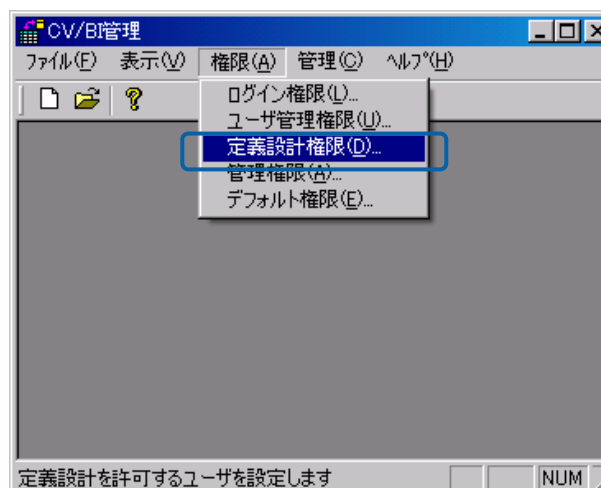 CV/BI管理
ファイル(F) 表示(V) 権限(A) 管理(C) ヘルプ(H)
ログイン権限(L)...
ユーザ管理権限(U)...
定義設計権限(D)...
管理権限(A)...
デフォルト権限(E)...
定義設計を許可するユーザを設定します NUM